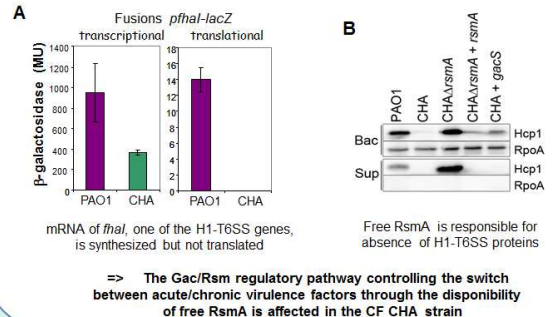 A
Fusions pfhaI-lacZ
transcriptional
translational
β-galactosidase (MU)
1400
1200
1000
800
600
400
200
0
PAO1 CHA
18
16
14
12
10
8
6
4
2
0
PAO1 CHA
mRNA of fhaI, one of the H1-T6SS genes,
is synthesized but not translated
B
PAO1
CHA
CHAΔrsmA
CHAΔrsmA + rsmA
CHA + gacS
Bac
Hcp1
RpoA
Sup
Hcp1
RpoA
Free RsmA is responsible for
absence of H1-T6SS proteins
=> The Gac/Rsm regulatory pathway controlling the switch
between acute/chronic virulence factors through the disponibility
of free RsmA is affected in the CF CHA strain